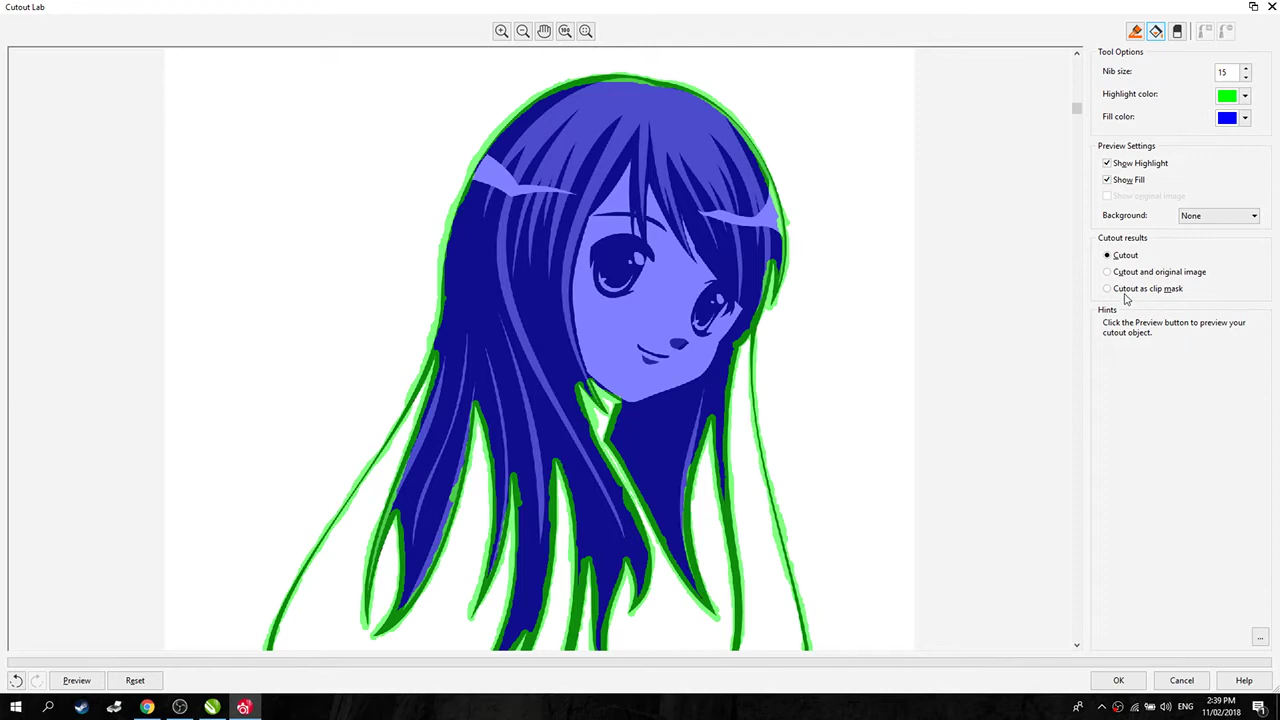 Cutout Lab
100
Tool Options
Nib size:
15
Highlight color:
Fill color:
Preview Settings
Show Highlight
Show Fill
Show original image
Background:
None
Cutout results
Cutout
Cutout and original image
Cutout as clip mask
Hints
Click the Preview button to preview your
cutout object.
...
Preview
Reset
OK
Cancel
Help
ENG
2:39 PM
11/02/2018